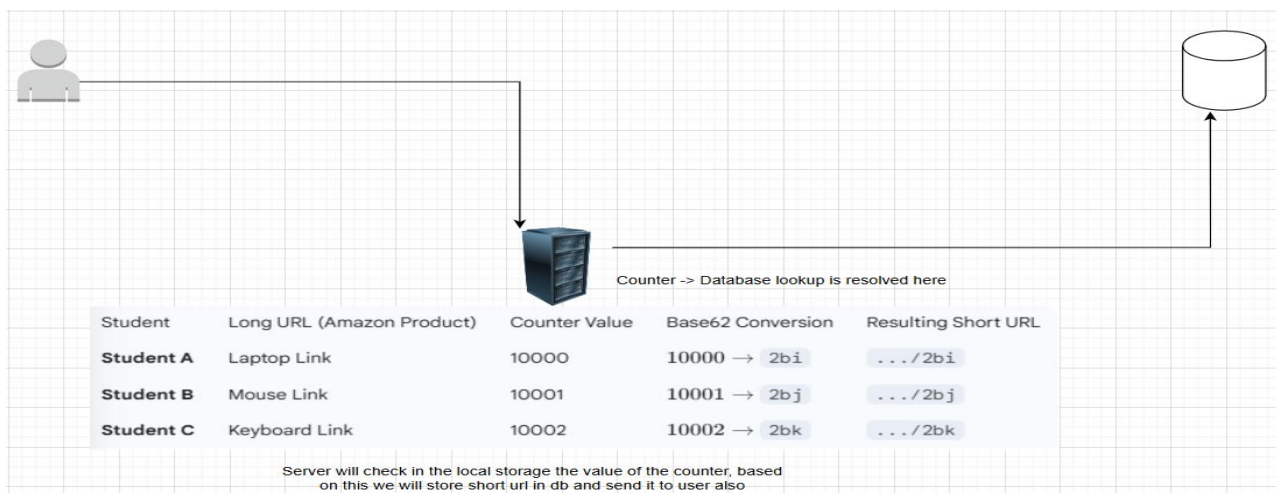 Counter -> Database lookup is resolved here
Student Long URL (Amazon Product) Counter Value Base62 Conversion Resulting Short URL
Student A Laptop Link 10000 10000 → 2bi .../2bi
Student B Mouse Link 10001 10001 → 2bj .../2bj
Student C Keyboard Link 10002 10002 → 2bk .../2bk
Server will check in the local storage the value of the counter, based
on this we will store short url in db and send it to user also